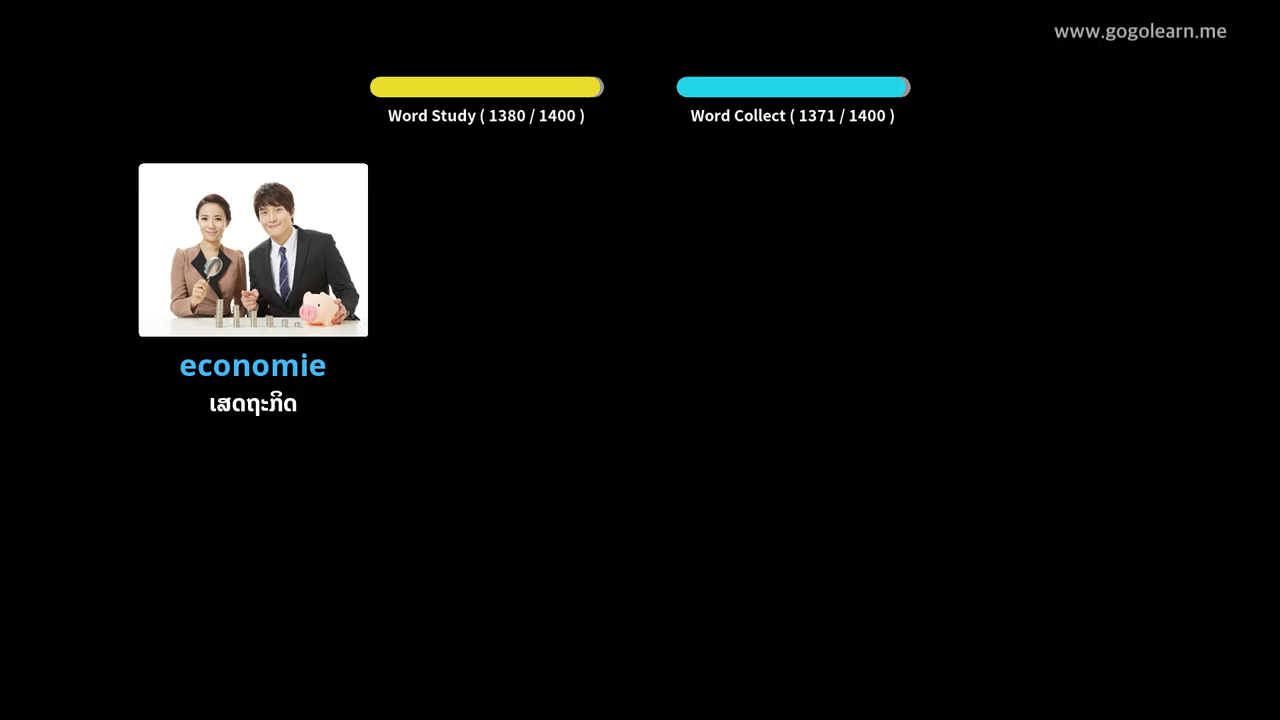 www.gogolearn.me
Word Study ( 1380 / 1400 )
Word Collect ( 1371 / 1400 )
economie
ເສດຖະກິດ